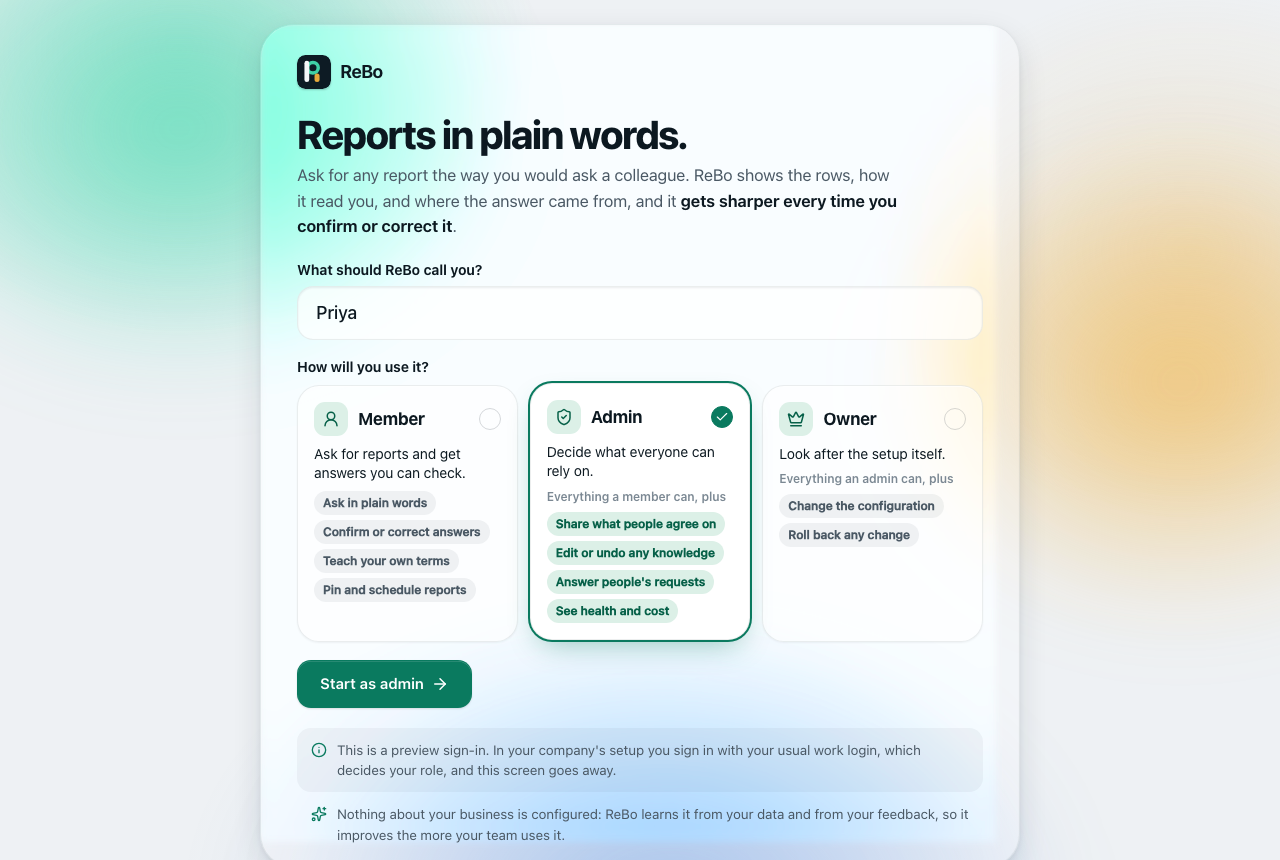 ReBo
Reports in plain words.
Ask for any report the way you would ask a colleague. ReBo shows the rows, how
it read you, and where the answer came from, and it gets sharper every time you
confirm or correct it.
What should ReBo call you?
Priya
How will you use it?
Member
Ask for reports and get
answers you can check.
Ask in plain words
Confirm or correct answers
Teach your own terms
Pin and schedule reports
Admin
Decide what everyone can
rely on.
Everything a member can, plus
Share what people agree on
Edit or undo any knowledge
Answer people's requests
See health and cost
Owner
Look after the setup itself.
Everything an admin can, plus
Change the configuration
Roll back any change
Start as admin
This is a preview sign-in. In your company's setup you sign in with your usual work login, which
decides your role, and this screen goes away.
Nothing about your business is configured: ReBo learns it from your data and from your feedback, so it
improves the more your team uses it.